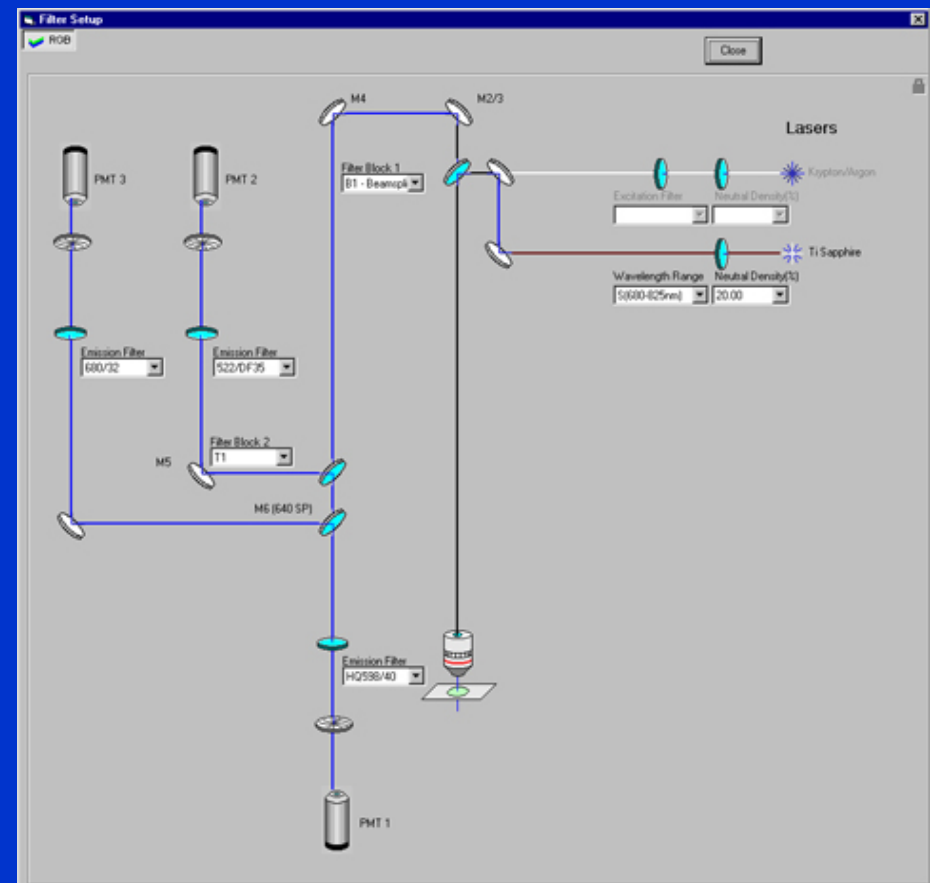 Filter Setup
RGB
Close
M4
M2/3
Lasers
PMT 3
PMT 2
Filter Block 1
B1 - Beamspli
Krypton/Argon
Excitation Filter
Neutral Density(%)
Ti Sapphire
Wavelength Range
Neutral Density(%)
S(680-825nm)
20.00
Emission Filter
680/32
Emission Filter
522/DF35
Filter Block 2
T1
M5
M6 (640 SP)
Emission Filter
HQ598/40
PMT 1